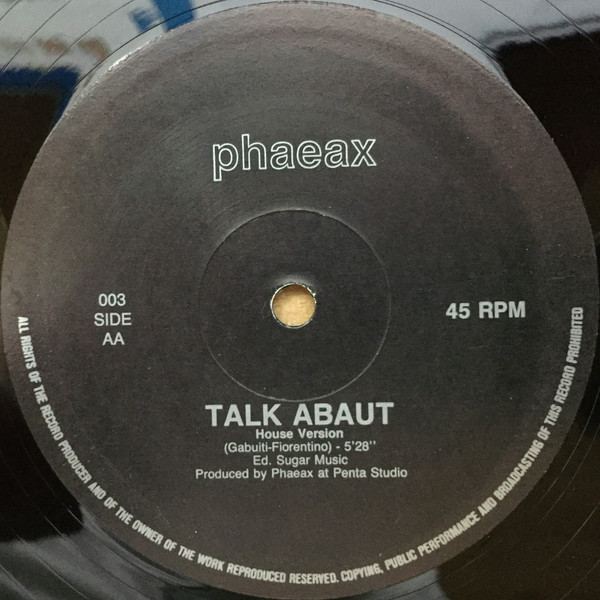 phaeax
003
SIDE
AA
45 RPM
TALK ABAUT
House Version
(Gabuiti-Fiorentino) - 5'28''
Ed. Sugar Music
Produced by Phaeax at Penta Studio
ALL RIGHTS OF THE RECORD PRODUCER AND OF THE OWNER OF THE WORK REPRODUCED RESERVED. COPYING, PUBLIC PERFORMANCE AND BROADCASTING OF THIS RECORD PROHIBITED